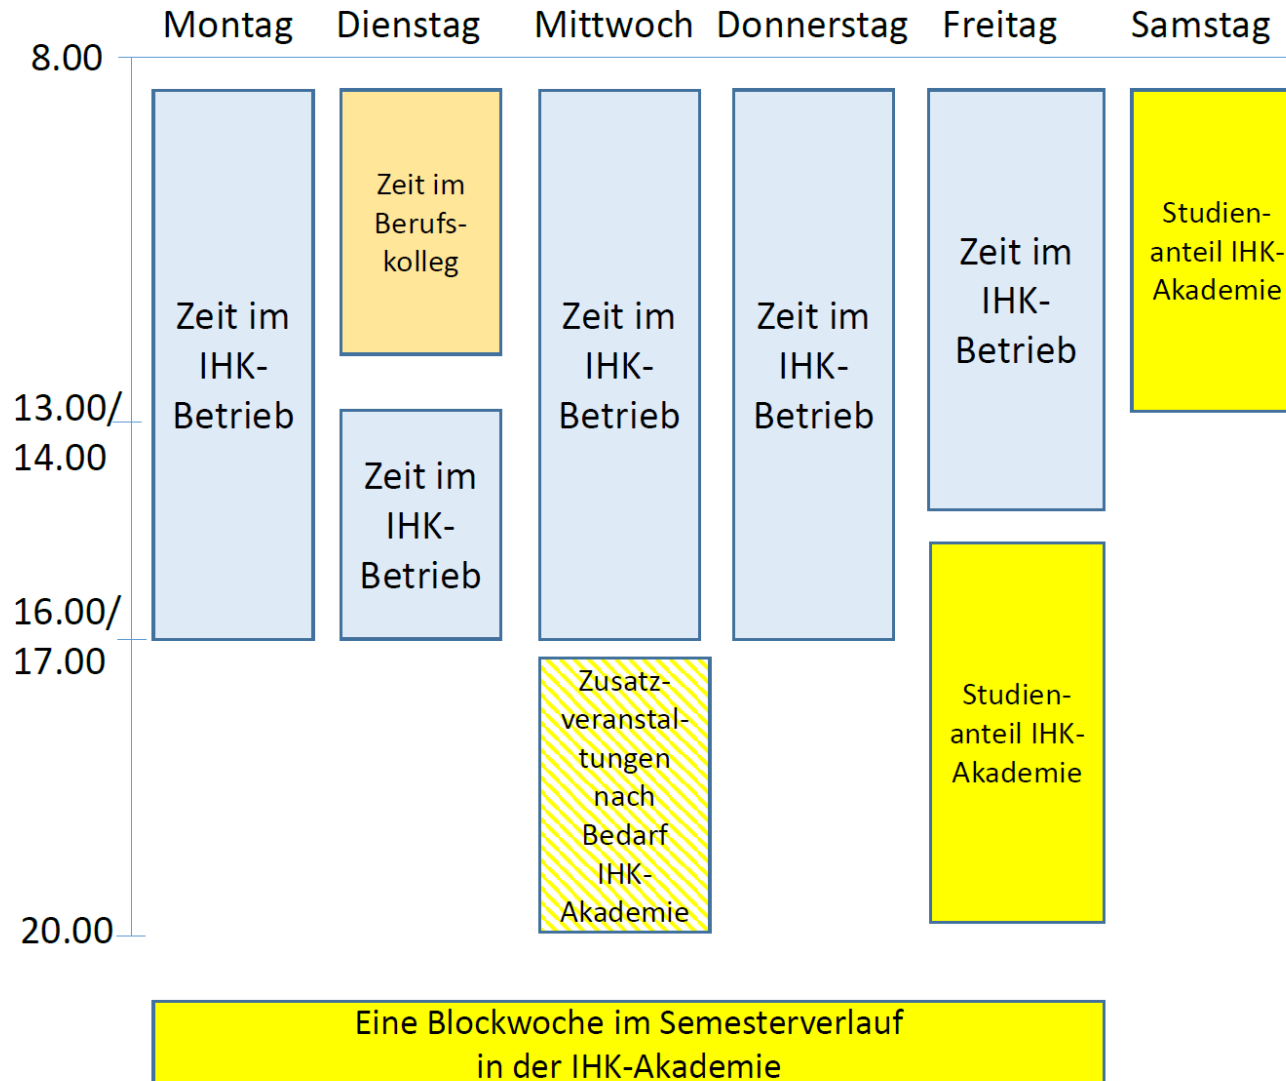 Montag Dienstag Mittwoch Donnerstag Freitag Samstag
8.00
13.00/
14.00
16.00/
17.00
20.00
Zeit im
IHK-
Betrieb
Zeit im
Berufs-
kolleg
Zeit im
IHK-
Betrieb
Zeit im
IHK-
Betrieb
Zusatz-
veranstal-
tungen
nach
Bedarf
IHK-
Akademie
Zeit im
IHK-
Betrieb
Zeit im
IHK-
Betrieb
Studien-
anteil IHK-
Akademie
Studien-
anteil IHK-
Akademie
Eine Blockwoche im Semesterverlauf
in der IHK-Akademie